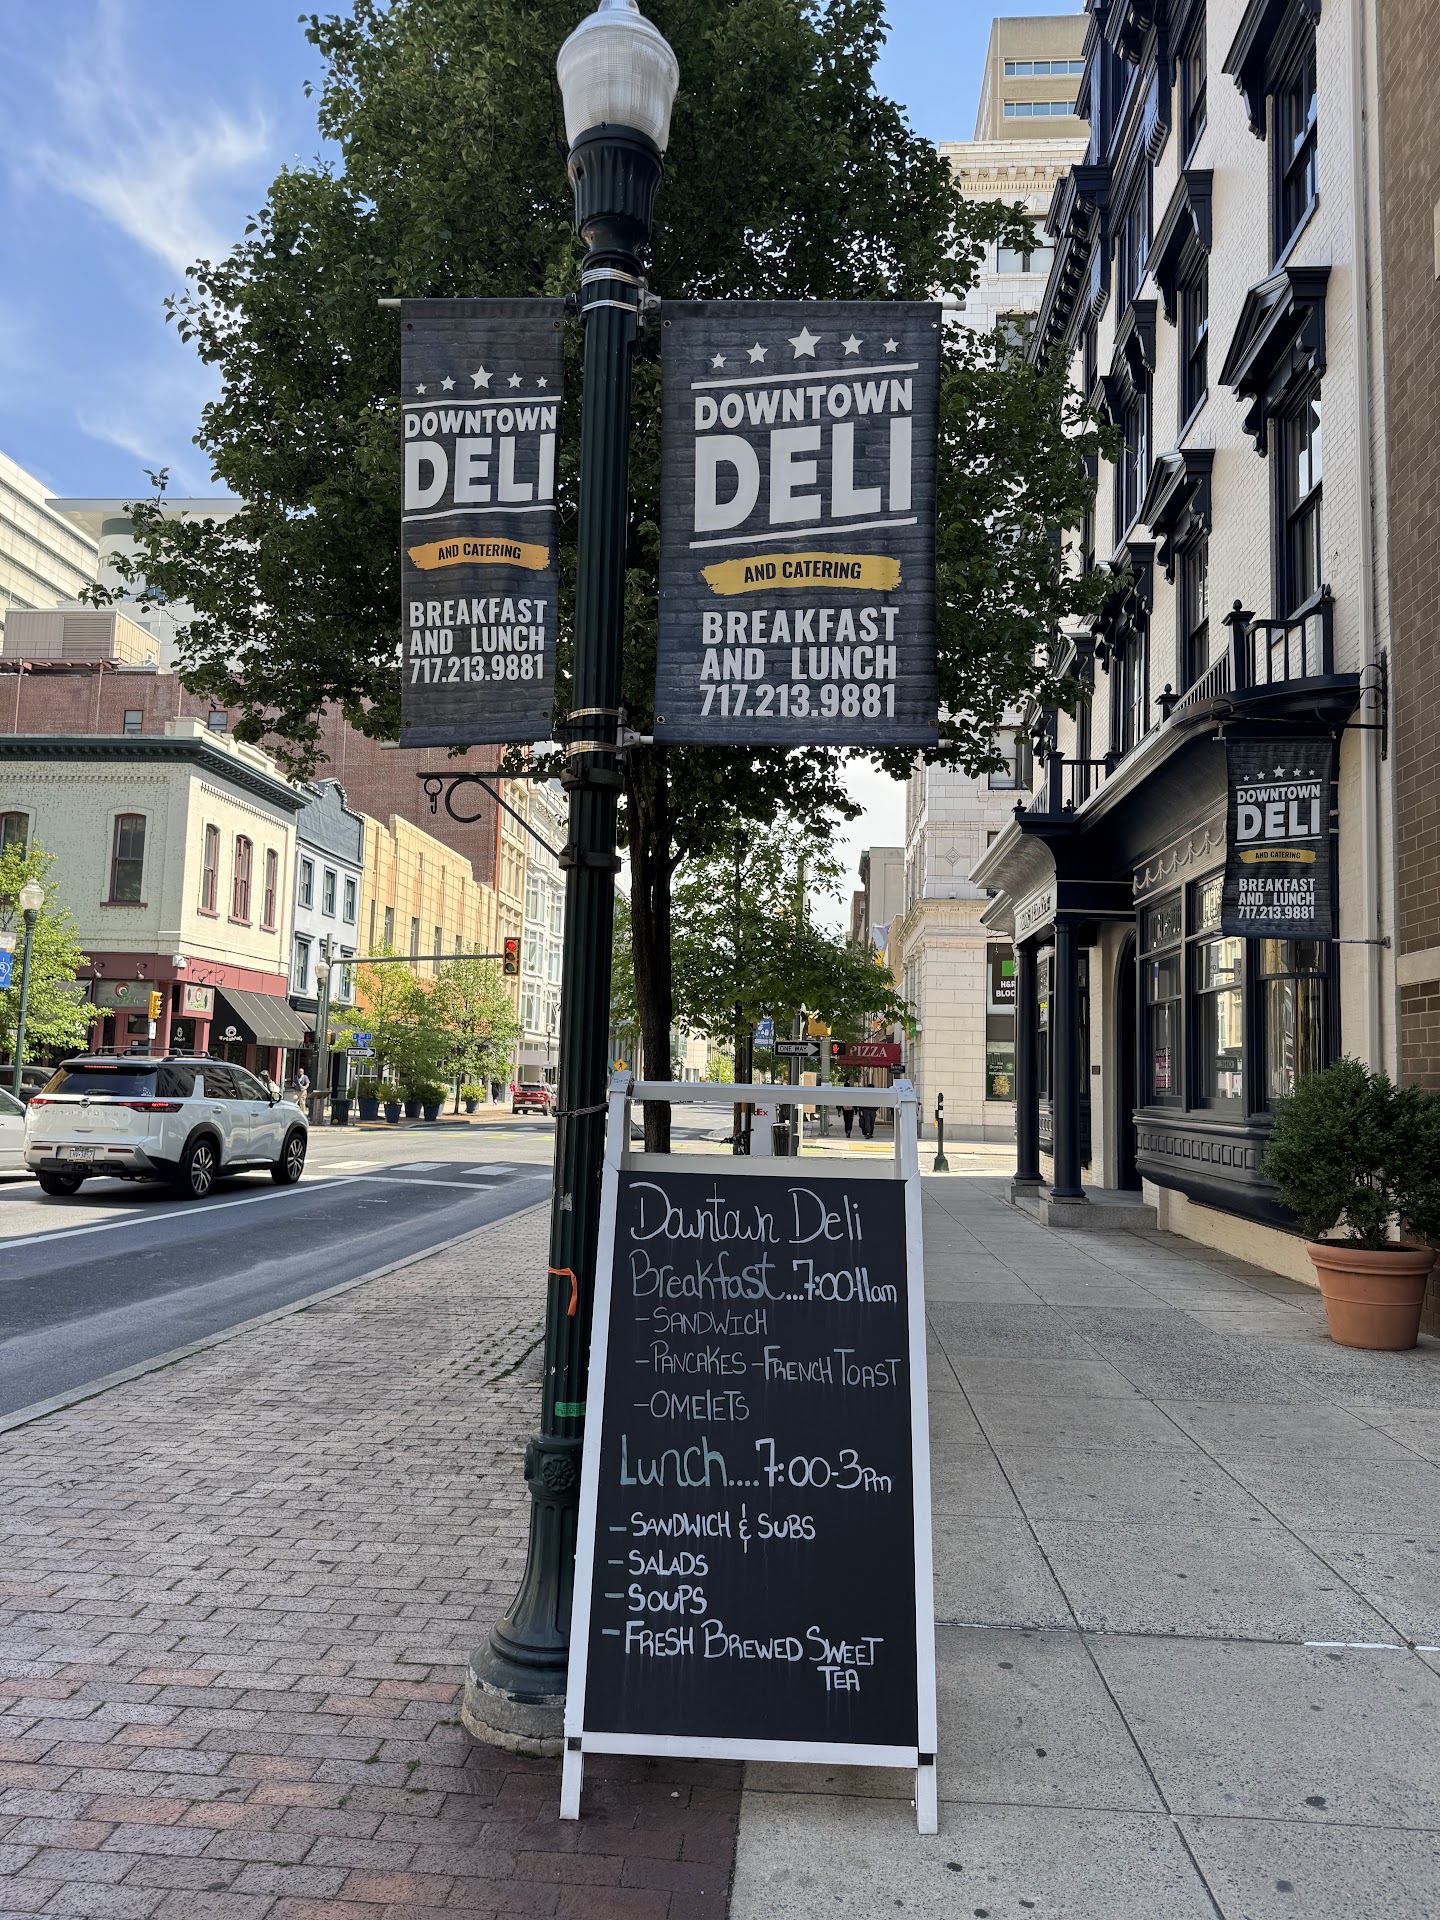 DOWNTOWN
DELI
AND CATERING
BREAKFAST
AND LUNCH
717.213.9881
DOWNTOWN
DELI
AND CATERING
BREAKFAST
AND LUNCH
717.213.9881
DOWNTOWN
DELI
AND CATERING
BREAKFAST
AND LUNCH
717.213.9881
H&R
BLOC
ONE WAY
PIZZA
Downtown Deli
Breakfast...7:00-11am
-SANDWICH
-PANCAKES -FRENCH TOAST
-OMElETS
Lunch....7:00-3pm
-SANDWICH & SUBS
-SALADS
-SOUPS
-FRESH BREWED SWEET
TEA